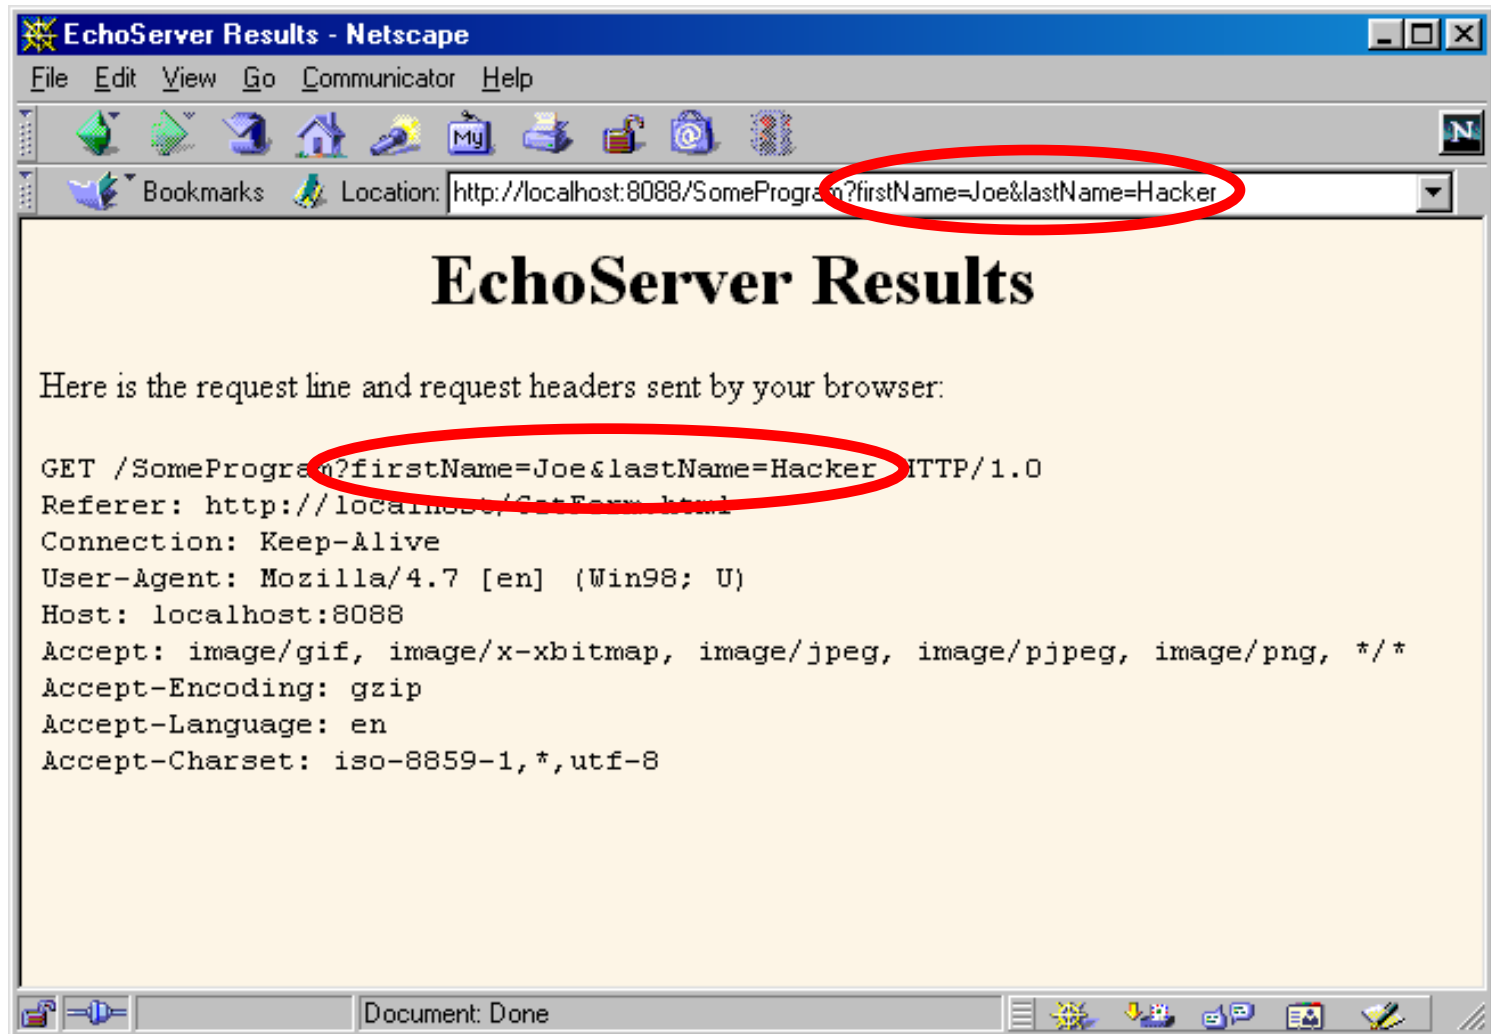 EchoServer Results - Netscape
File Edit View Go Communicator Help
My N
Bookmarks Location: http://localhost:8088/SomeProgram?firstName=Joe&lastName=Hacker
EchoServer Results
Here is the request line and request headers sent by your browser:
GET /SomeProgram?firstName=Joe&lastName=Hacker HTTP/1.0
Referer: http://localhost/GetForm.html
Connection: Keep-Alive
User-Agent: Mozilla/4.7 [en] (Win98; U)
Host: localhost:8088
Accept: image/gif, image/x-xbitmap, image/jpeg, image/pjpeg, image/png, */*
Accept-Encoding: gzip
Accept-Language: en
Accept-Charset: iso-8859-1,*,utf-8
Document: Done